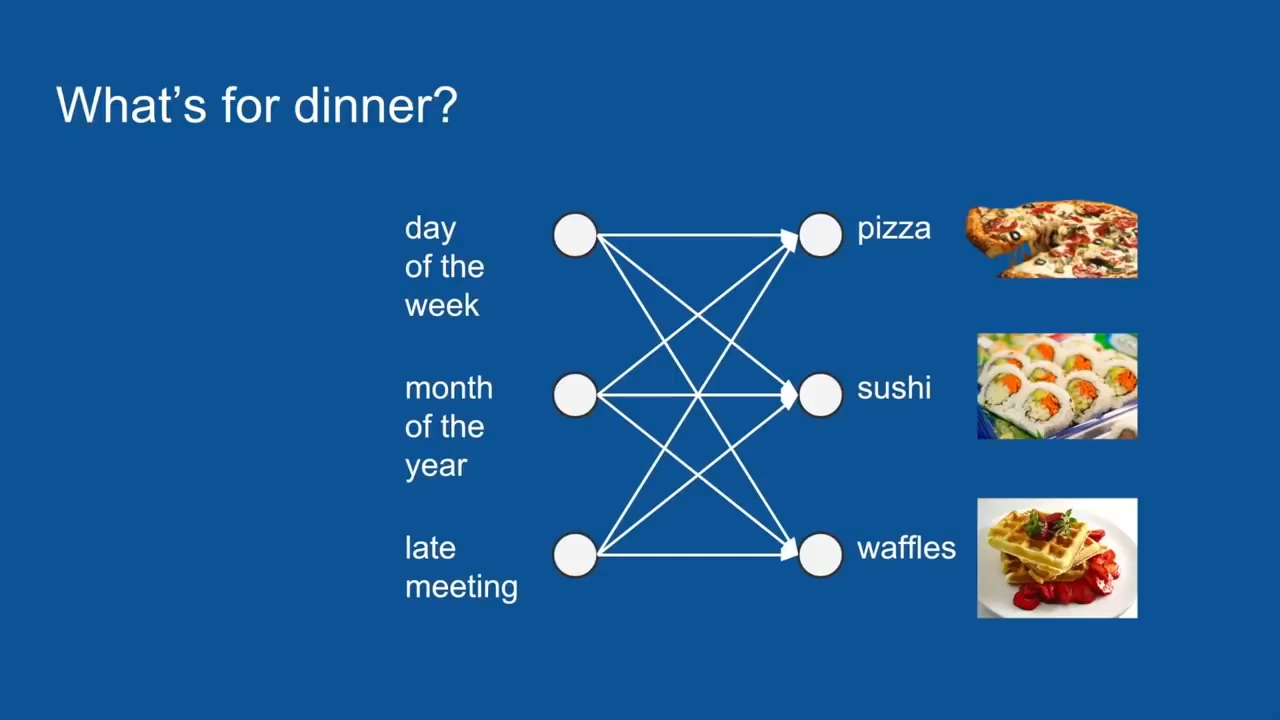 What’s for dinner?
day
of the
week
pizza
month
of the
year
sushi
late
meeting
waffles